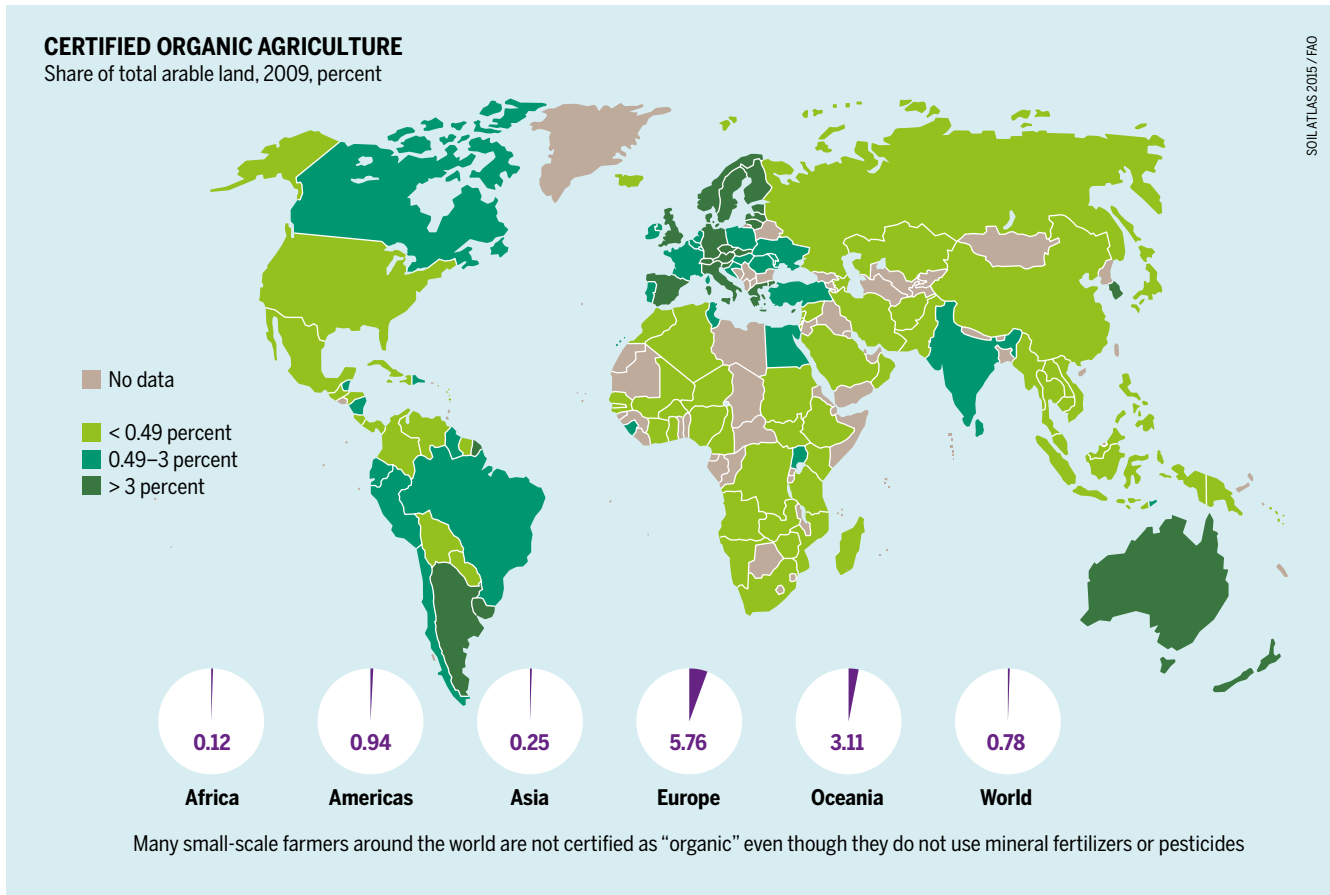 CERTIFIED ORGANIC AGRICULTURE
Share of total arable land, 2009, percent
SOIL ATLAS 2015 / FAO
No data
< 0.49 percent
0.49–3 percent
> 3 percent
0.12
0.94
0.25
5.76
3.11
0.78
Africa
Americas
Asia
Europe
Oceania
World
Many small-scale farmers around the world are not certified as “organic” even though they do not use mineral fertilizers or pesticides